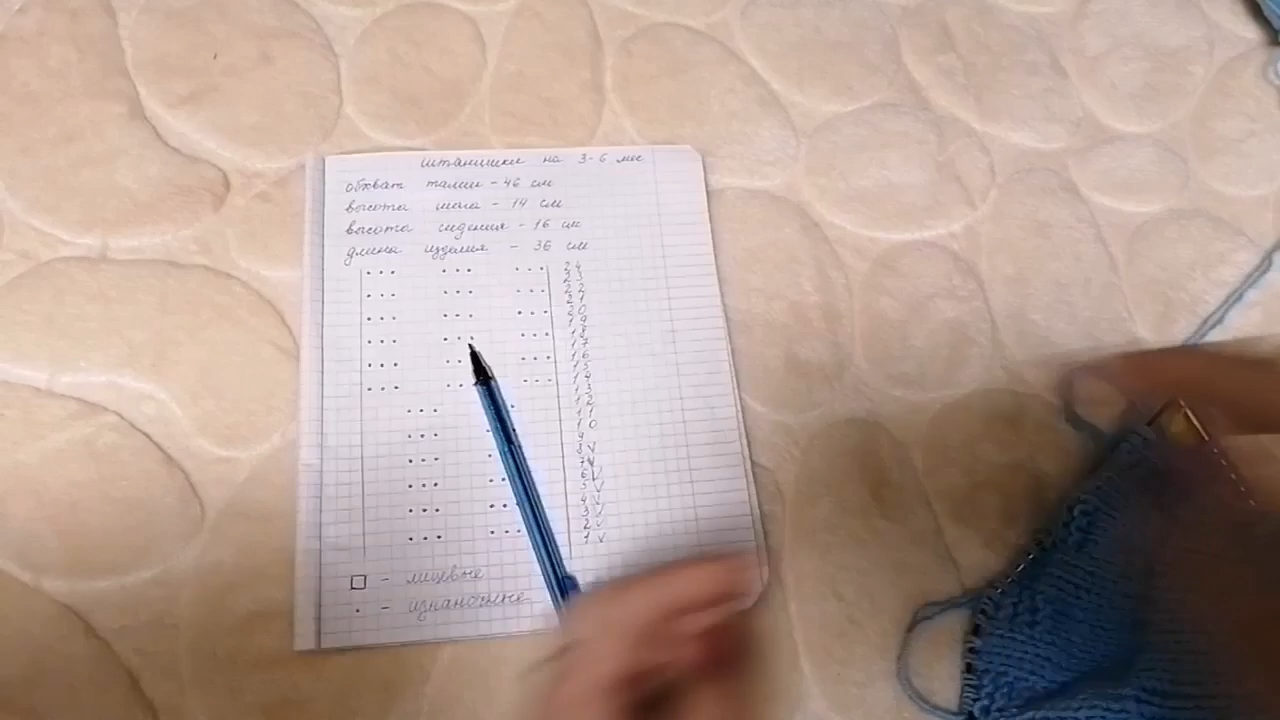 штанишки на 3-6 мес
обхват талии - 46 см
высота шага - 14 см
высота сидения - 16 см
длина изделия - 36 см
24
23
22
21
20
19
18
17
16
15
14
13
12
11
10
9
8 v
7 v
6 v
5 v
4 v
3 v
2 v
1 v
□ - лицевые
. - изнаночные